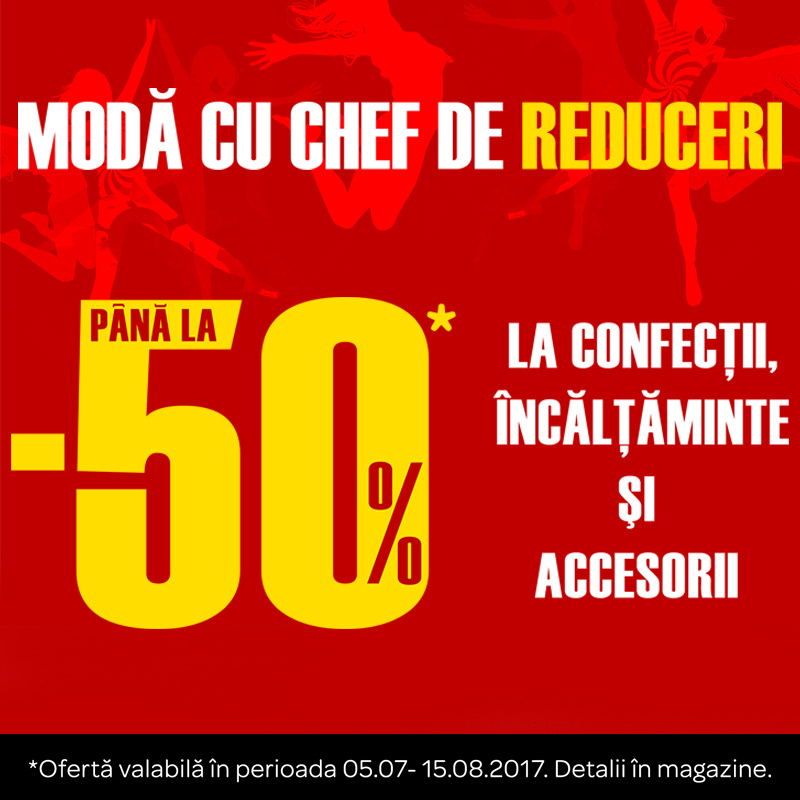 MODĂ CU CHEF DE REDUCERI
PÂNĂ LA
-50%*
LA CONFECȚII,
ÎNCĂLȚĂMINTE
ŞI
ACCESORII
*Ofertă valabilă în perioada 05.07- 15.08.2017. Detalii în magazine.